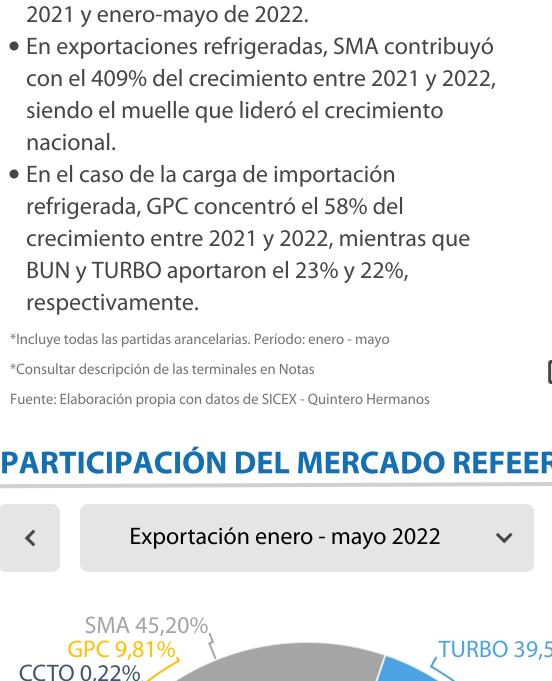 2021 y enero-mayo de 2022.
• En exportaciones refrigeradas, SMA contribuyó
con el 409% del crecimiento entre 2021 y 2022,
siendo el muelle que lideró el crecimiento
nacional.
• En el caso de la carga de importación
refrigerada, GPC concentró el 58% del
crecimiento entre 2021 y 2022, mientras que
BUN y TURBO aportaron el 23% y 22%,
respectivamente.
*Incluye todas las partidas arancelarias. Período: enero - mayo
*Consultar descripción de las terminales en Notas
Fuente: Elaboración propia con datos de SICEX - Quintero Hermanos
PARTICIPACIÓN DEL MERCADO REFEER
Exportación enero - mayo 2022
SMA 45,20%
GPC 9,81%
TURBO 39,5
CCTO 0,22%